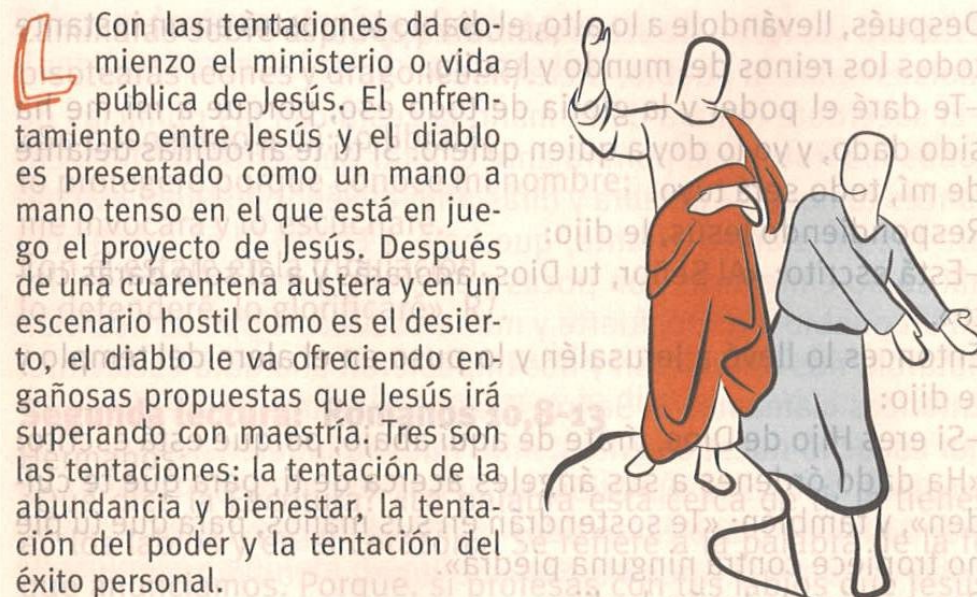 L Con las tentaciones da co-
mienzo el ministerio o vida
pública de Jesús. El enfren-
tamiento entre Jesús y el diablo
es presentado como un mano a
mano tenso en el que está en jue-
go el proyecto de Jesús. Después
de una cuarentena austera y en un
escenario hostil como es el desier-
to, el diablo le va ofreciendo en-
gañosas propuestas que Jesús irá
superando con maestría. Tres son
las tentaciones: la tentación de la
abundancia y bienestar, la tenta-
ción del poder y la tentación del
éxito personal.